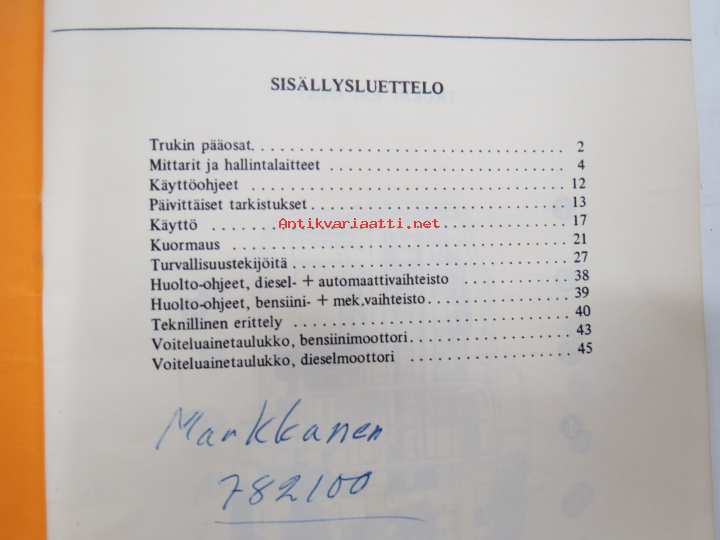 SISÄLLYSLUETTELO
Trukin pääosat. . . . . . . . . . . . . . . . . . . . . . . . . . . . . . . . 2
Mittarit ja hallintalaitteet . . . . . . . . . . . . . . . . . . . . . . . . 4
Käyttöohjeet . . . . . . . . . . . . . . . . . . . . . . . . . . . . . . . 12
Päivittäiset tarkistukset . . . . . . . . . . . . . . . . . . . . . . . . . 13
Antikvariaatti.net
Käyttö . . . . . . . . . . . . . . . . . . . . . . . . . . . . . . . . . . 17
Kuormaus . . . . . . . . . . . . . . . . . . . . . . . . . . . . . . . . 21
Turvallisuustekijöitä . . . . . . . . . . . . . . . . . . . . . . . . . . . 27
Huolto-ohjeet, diesel- + automaattivaihteisto . . . . . . . . . . . . 38
Huolto-ohjeet, bensiini- + mek.vaihteisto . . . . . . . . . . . . . . 39
Teknillinen erittely . . . . . . . . . . . . . . . . . . . . . . . . . . . 40
Voiteluainetaulukko, bensiinimoottori . . . . . . . . . . . . . . . . 43
Voiteluainetaulukko, dieselmoottori . . . . . . . . . . . . . . . . . 45
Markkanen
782100